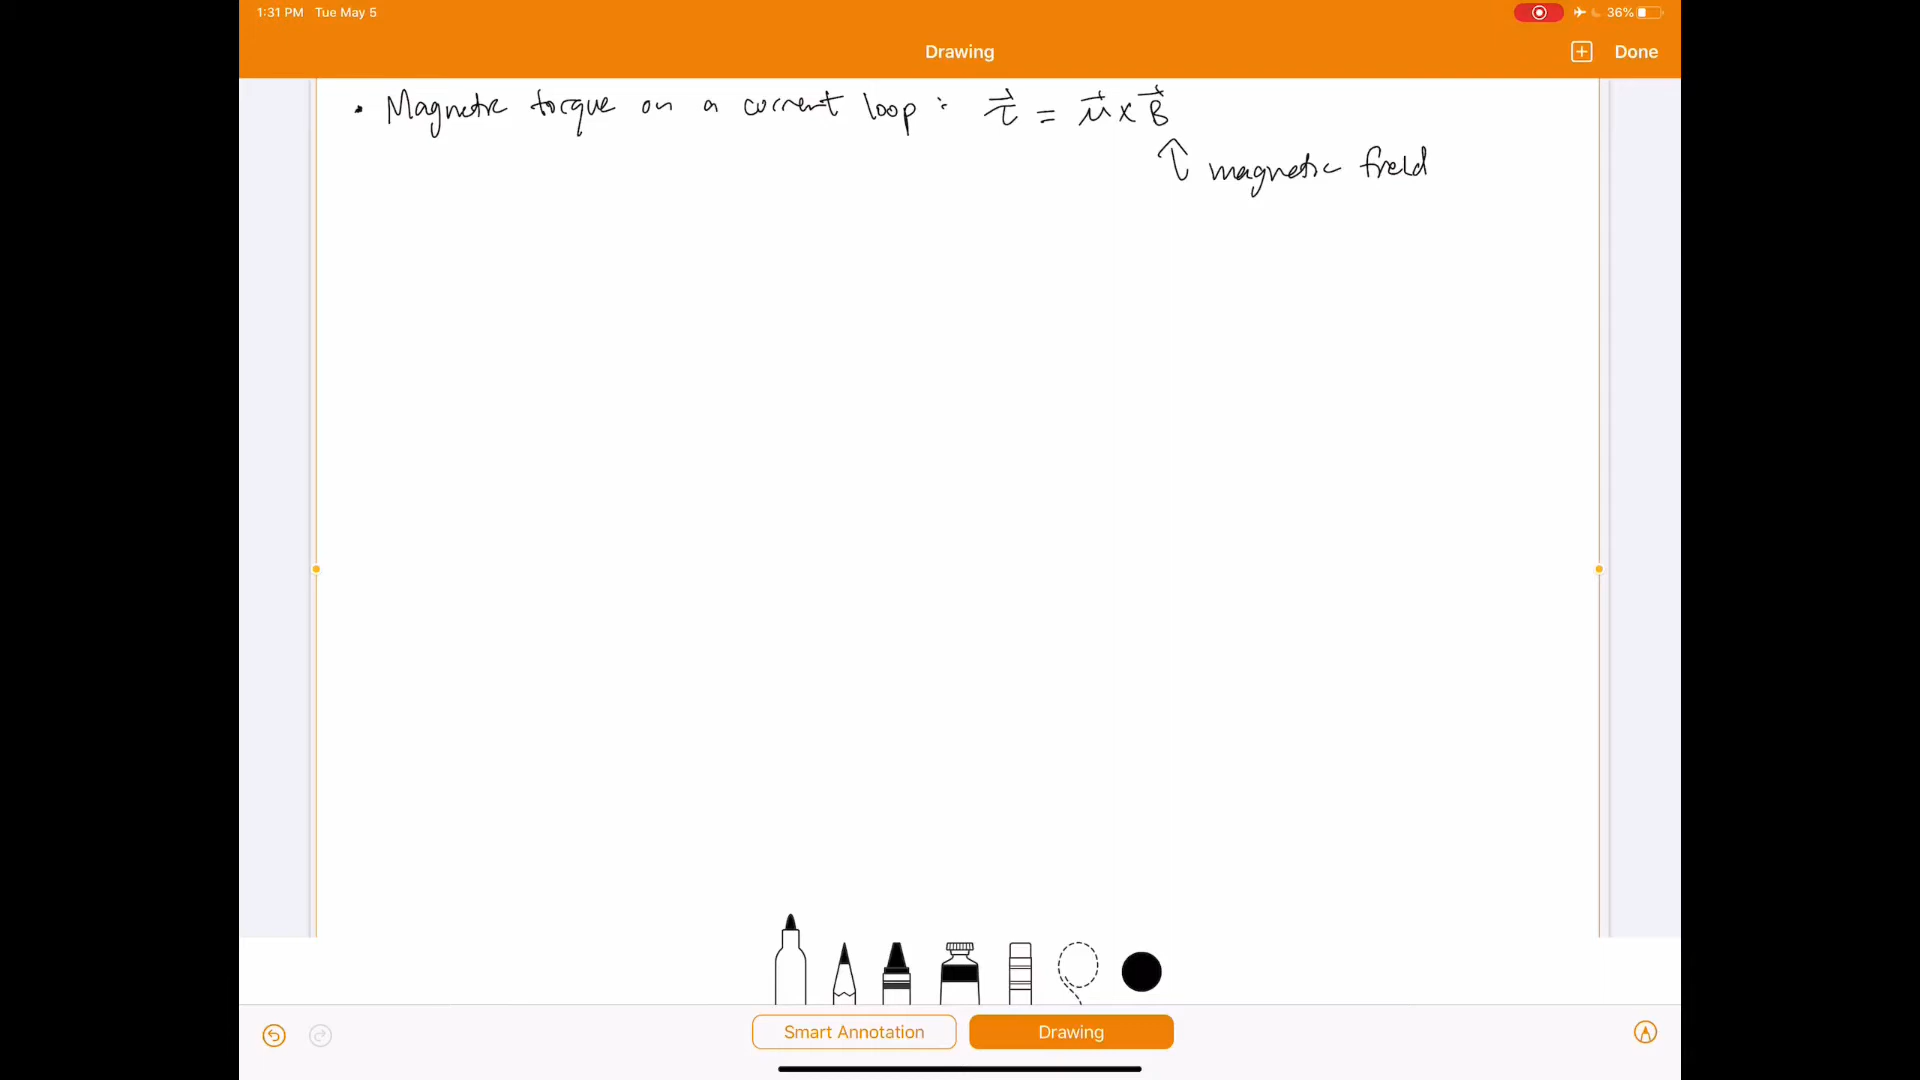 1:31 PM Tue May 5
36%
Drawing
Done
• Magnetic torque on a current loop : τ⃗ = μ⃗ × B⃗
↑ magnetic field
Smart Annotation
Drawing